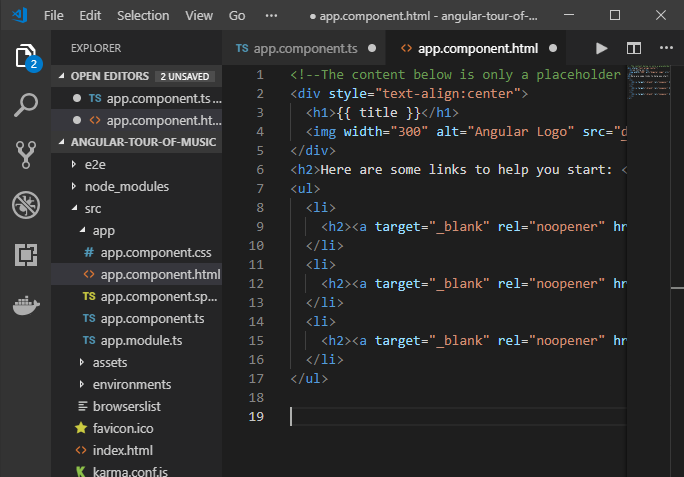 File Edit View Go ••• ● app.component.html - angular-tour-of-...
EXPLORER
2
OPEN EDITORS 2 UNSAVED
TS app.component.ts ...
<> app.component.ht...
ANGULAR-TOUR-OF-MUSIC
e2e
node_modules
src
app
# app.component.css
<> app.component.html
TS app.component.sp...
TS app.component.ts
TS app.module.ts
assets
environments
browserslist
favicon.ico
<> index.html
karma.conf.js
TS app.component.ts ● <> app.component.html ●
1 <!--The content below is only a placeholder
2 <div style="text-align:center">
3 <h1>{{ title }}</h1>
4 <img width="300" alt="Angular Logo" src="d
5 </div>
6 <h2>Here are some links to help you start: <
7 <ul>
8 <li>
9 <h2><a target="_blank" rel="noopener" hr
10 </li>
11 <li>
12 <h2><a target="_blank" rel="noopener" hr
13 </li>
14 <li>
15 <h2><a target="_blank" rel="noopener" hr
16 </li>
17 </ul>
18
19